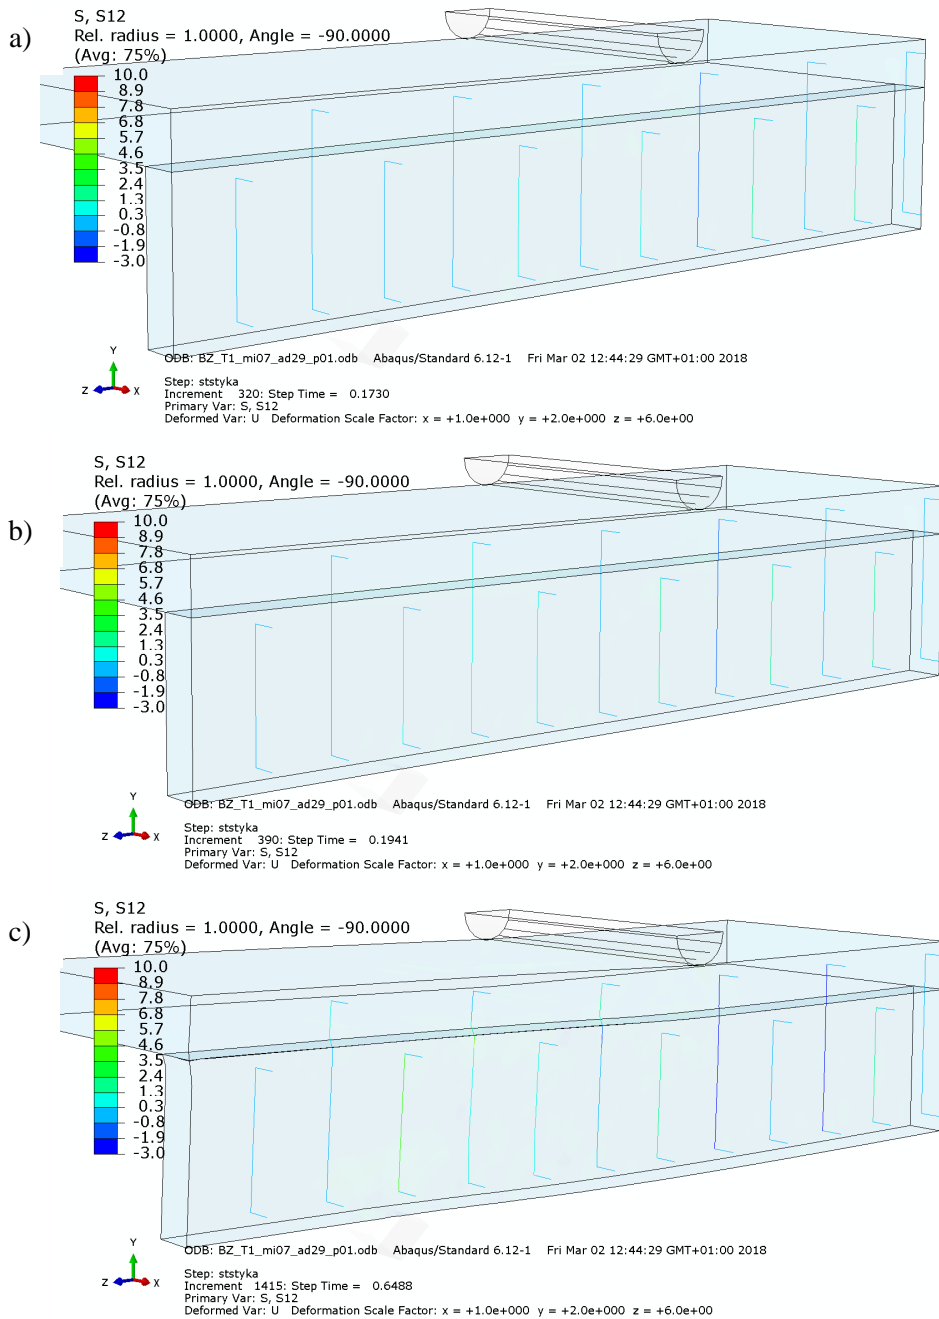 a)
S, S12
Rel. radius = 1.0000, Angle = -90.0000
(Avg: 75%)
10.0
8.9
7.8
6.8
5.7
4.6
3.5
2.4
1.3
0.3
-0.8
-1.9
-3.0
Y
Z X
ODB: BZ_T1_mi07_ad29_p01.odb Abaqus/Standard 6.12-1 Fri Mar 02 12:44:29 GMT+01:00 2018
Step: ststyka
Increment 320: Step Time = 0.1730
Primary Var: S, S12
Deformed Var: U Deformation Scale Factor: x = +1.0e+000 y = +2.0e+000 z = +6.0e+00
b)
S, S12
Rel. radius = 1.0000, Angle = -90.0000
(Avg: 75%)
10.0
8.9
7.8
6.8
5.7
4.6
3.5
2.4
1.3
0.3
-0.8
-1.9
-3.0
Y
Z X
ODB: BZ_T1_mi07_ad29_p01.odb Abaqus/Standard 6.12-1 Fri Mar 02 12:44:29 GMT+01:00 2018
Step: ststyka
Increment 390: Step Time = 0.1941
Primary Var: S, S12
Deformed Var: U Deformation Scale Factor: x = +1.0e+000 y = +2.0e+000 z = +6.0e+00
c)
S, S12
Rel. radius = 1.0000, Angle = -90.0000
(Avg: 75%)
10.0
8.9
7.8
6.8
5.7
4.6
3.5
2.4
1.3
0.3
-0.8
-1.9
-3.0
Y
Z X
ODB: BZ_T1_mi07_ad29_p01.odb Abaqus/Standard 6.12-1 Fri Mar 02 12:44:29 GMT+01:00 2018
Step: ststyka
Increment 1415: Step Time = 0.6488
Primary Var: S, S12
Deformed Var: U Deformation Scale Factor: x = +1.0e+000 y = +2.0e+000 z = +6.0e+00